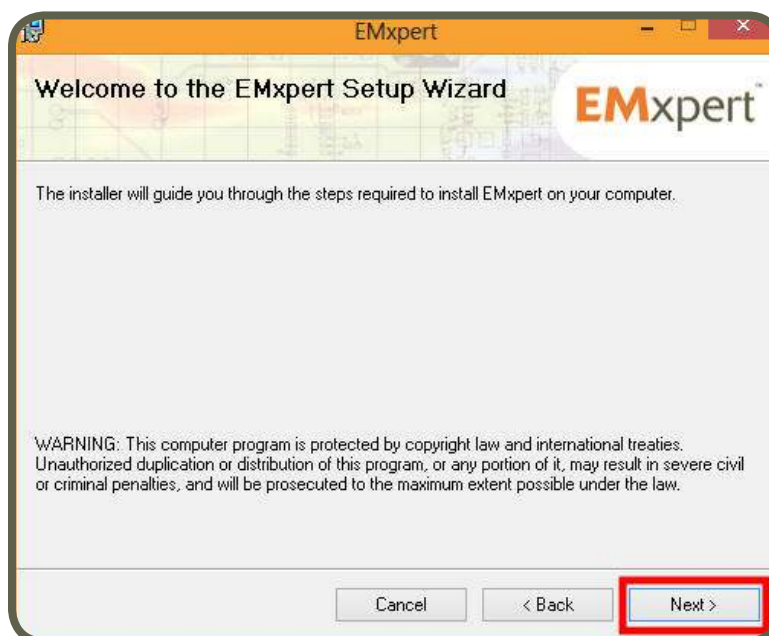 EMxpert
Welcome to the EMxpert Setup Wizard
EMxpert™
The installer will guide you through the steps required to install EMxpert on your computer.
WARNING: This computer program is protected by copyright law and international treaties.
Unauthorized duplication or distribution of this program, or any portion of it, may result in severe civil
or criminal penalties, and will be prosecuted to the maximum extent possible under the law.
Cancel
< Back
Next >